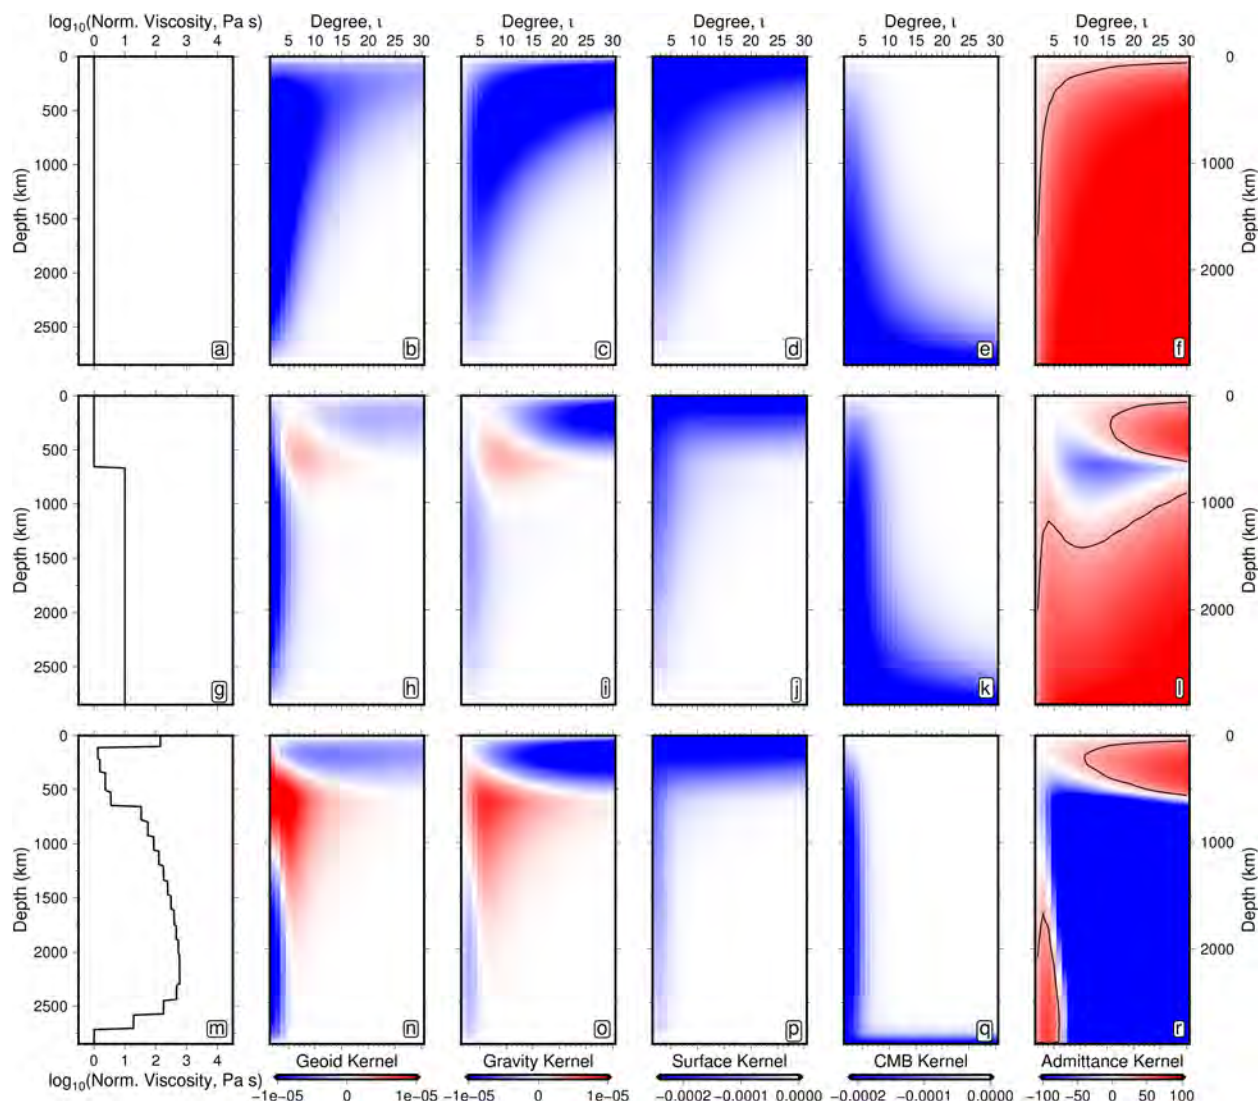 log10(Norm. Viscosity, Pa s) Degree, ι Degree, ι Degree, ι Degree, ι Degree, ι
0 1 2 3 4 5 10 15 20 25 30 5 10 15 20 25 30 5 10 15 20 25 30 5 10 15 20 25 30 5 10 15 20 25 30
0 0
500
1000 1000
Depth (km) Depth (km)
1500
2000 2000
2500
a b c d e f
0 0
500
1000 1000
Depth (km) Depth (km)
1500
2000 2000
2500
g h i j k l
0 0
500
1000 1000
Depth (km) Depth (km)
1500
2000 2000
2500
m n o p q r
0 1 2 3 4 Geoid Kernel Gravity Kernel Surface Kernel CMB Kernel Admittance Kernel
log10(Norm. Viscosity, Pa s)
−1e−05 0 1e−05 −1e−05 0 1e−05 −0.0002 −0.0001 0.0000 −0.0002 −0.0001 0.0000 −100 −50 0 50 100